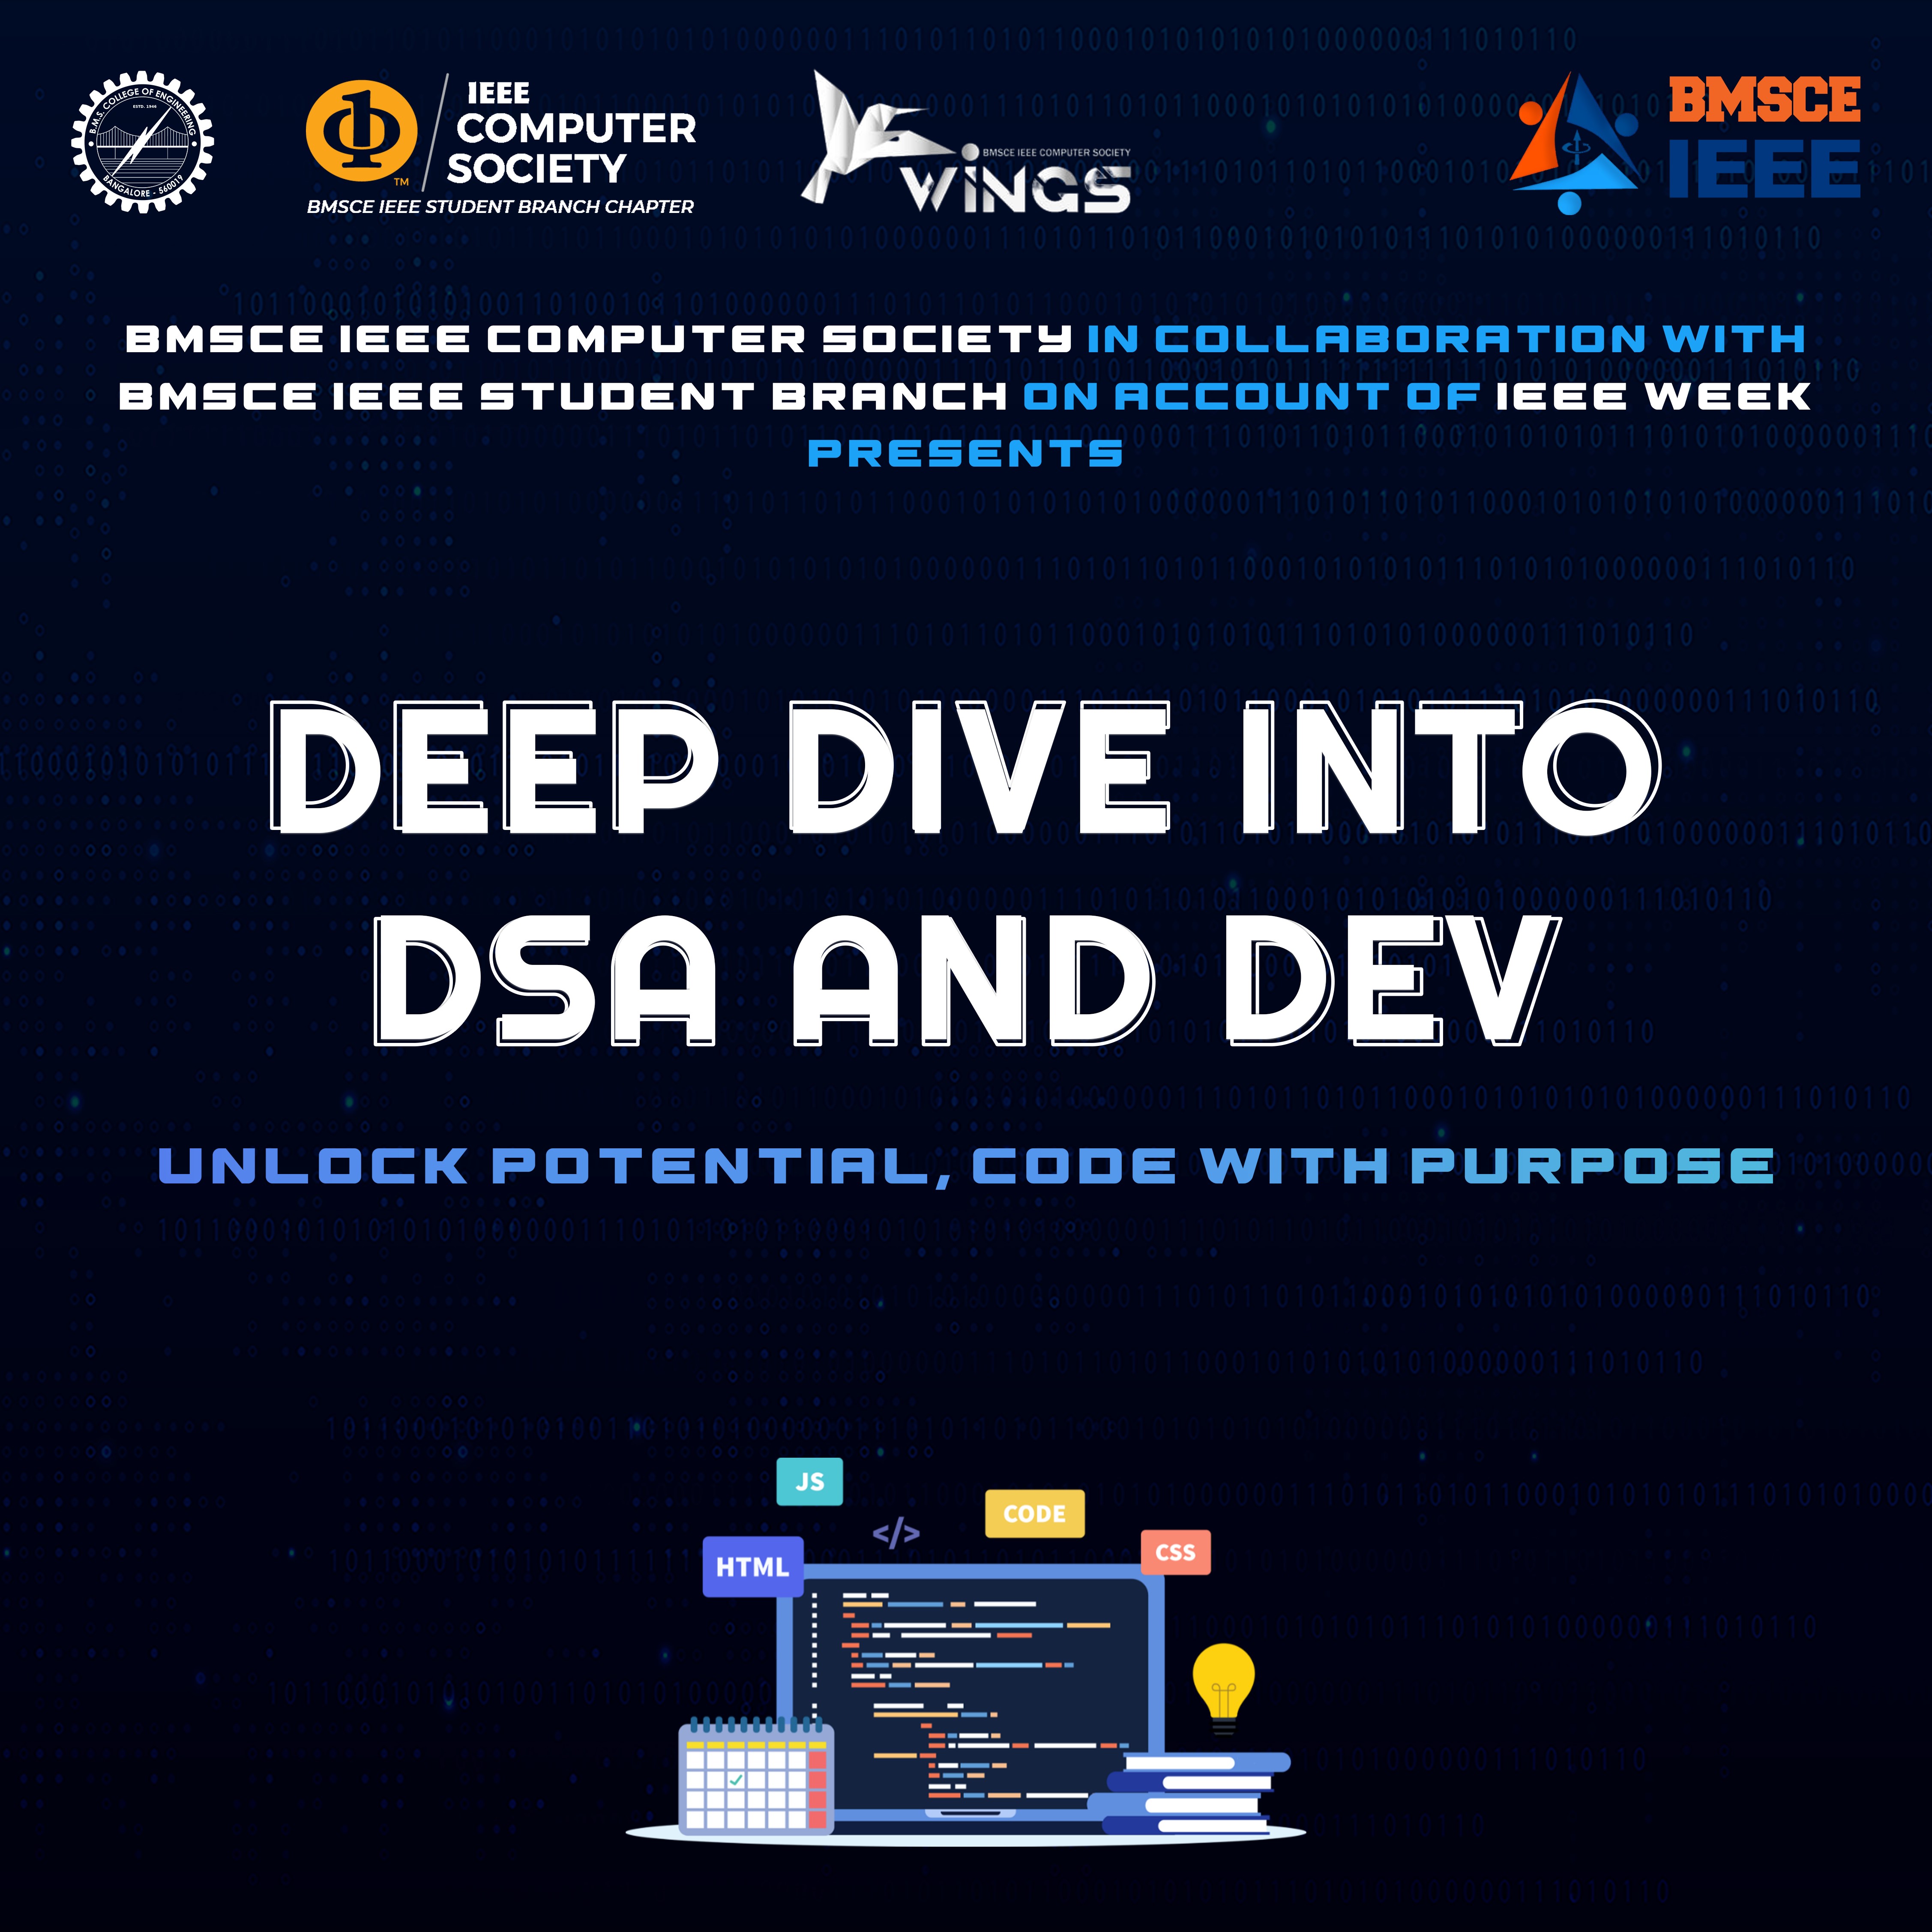 B.M.S. COLLEGE OF ENGINEERING
ESTD. 1946
BANGALORE - 560019
IEEE
COMPUTER
SOCIETY
TM
BMSCE IEEE STUDENT BRANCH CHAPTER
BMSCE IEEE COMPUTER SOCIETY
WINGS
BMSCE
IEEE
BMSCE IEEE COMPUTER SOCIETY IN COLLABORATION WITH
BMSCE IEEE STUDENT BRANCH ON ACCOUNT OF IEEE WEEK
PRESENTS
DEEP DIVE INTO
DSA AND DEV
UNLOCK POTENTIAL, CODE WITH PURPOSE
JS
CODE
</>
CSS
HTML